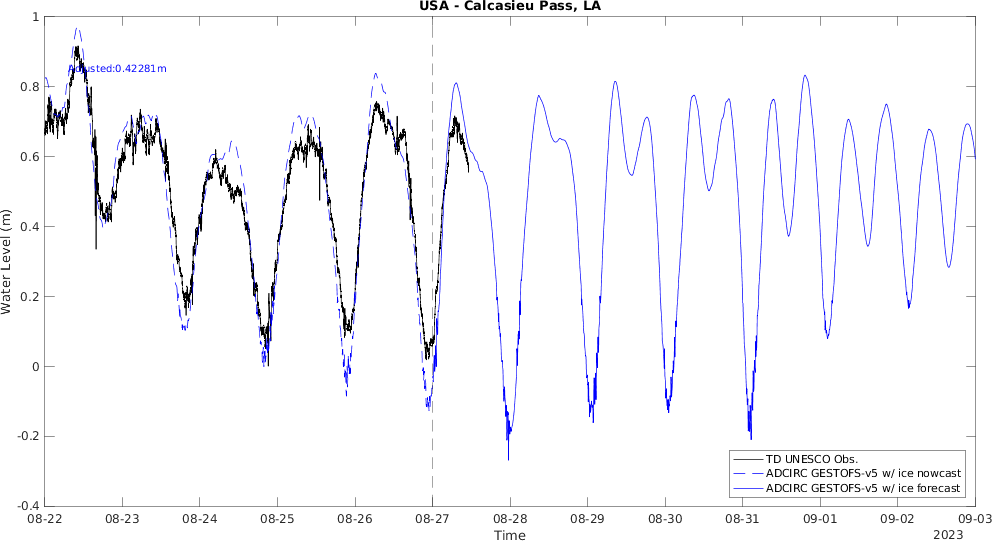 USA - Calcasieu Pass, LA
Adjusted:0.42281m
Water Level (m)
1
0.8
0.6
0.4
0.2
0
-0.2
-0.4
08-22 08-23 08-24 08-25 08-26 08-27 08-28 08-29 08-30 08-31 09-01 09-02 09-03
Time
2023
TD UNESCO Obs.
ADCIRC GESTOFS-v5 w/ ice nowcast
ADCIRC GESTOFS-v5 w/ ice forecast